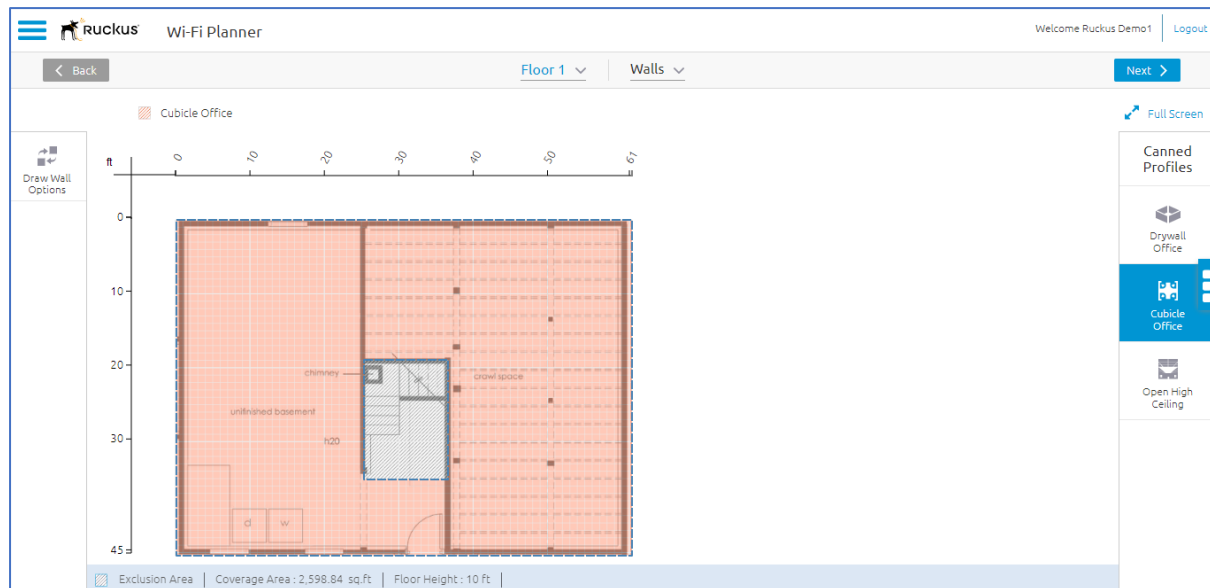 Ruckus
Wi-Fi Planner
Welcome Ruckus Demo1 | Logout
Back
Floor 1
Walls
Next
Cubicle Office
Full Screen
Draw Wall
Options
ft
0 10 20 30 40 50 61
0
10
20
30
45
chimney
crawl space
unifinished basement
h20
d w
Canned
Profiles
Drywall
Office
Cubicle
Office
Open High
Ceiling
Exclusion Area | Coverage Area : 2,598.84 sq.ft | Floor Height : 10 ft |